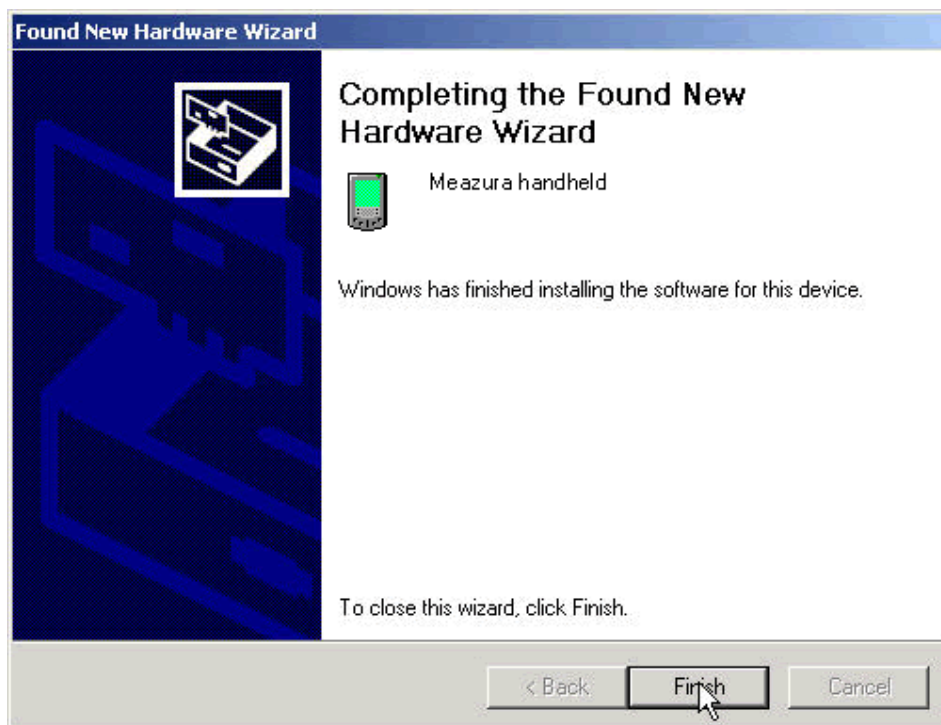 Found New Hardware Wizard
Completing the Found New
Hardware Wizard
Meazura handheld
Windows has finished installing the software for this device.
To close this wizard, click Finish.
< Back
Finish
Cancel